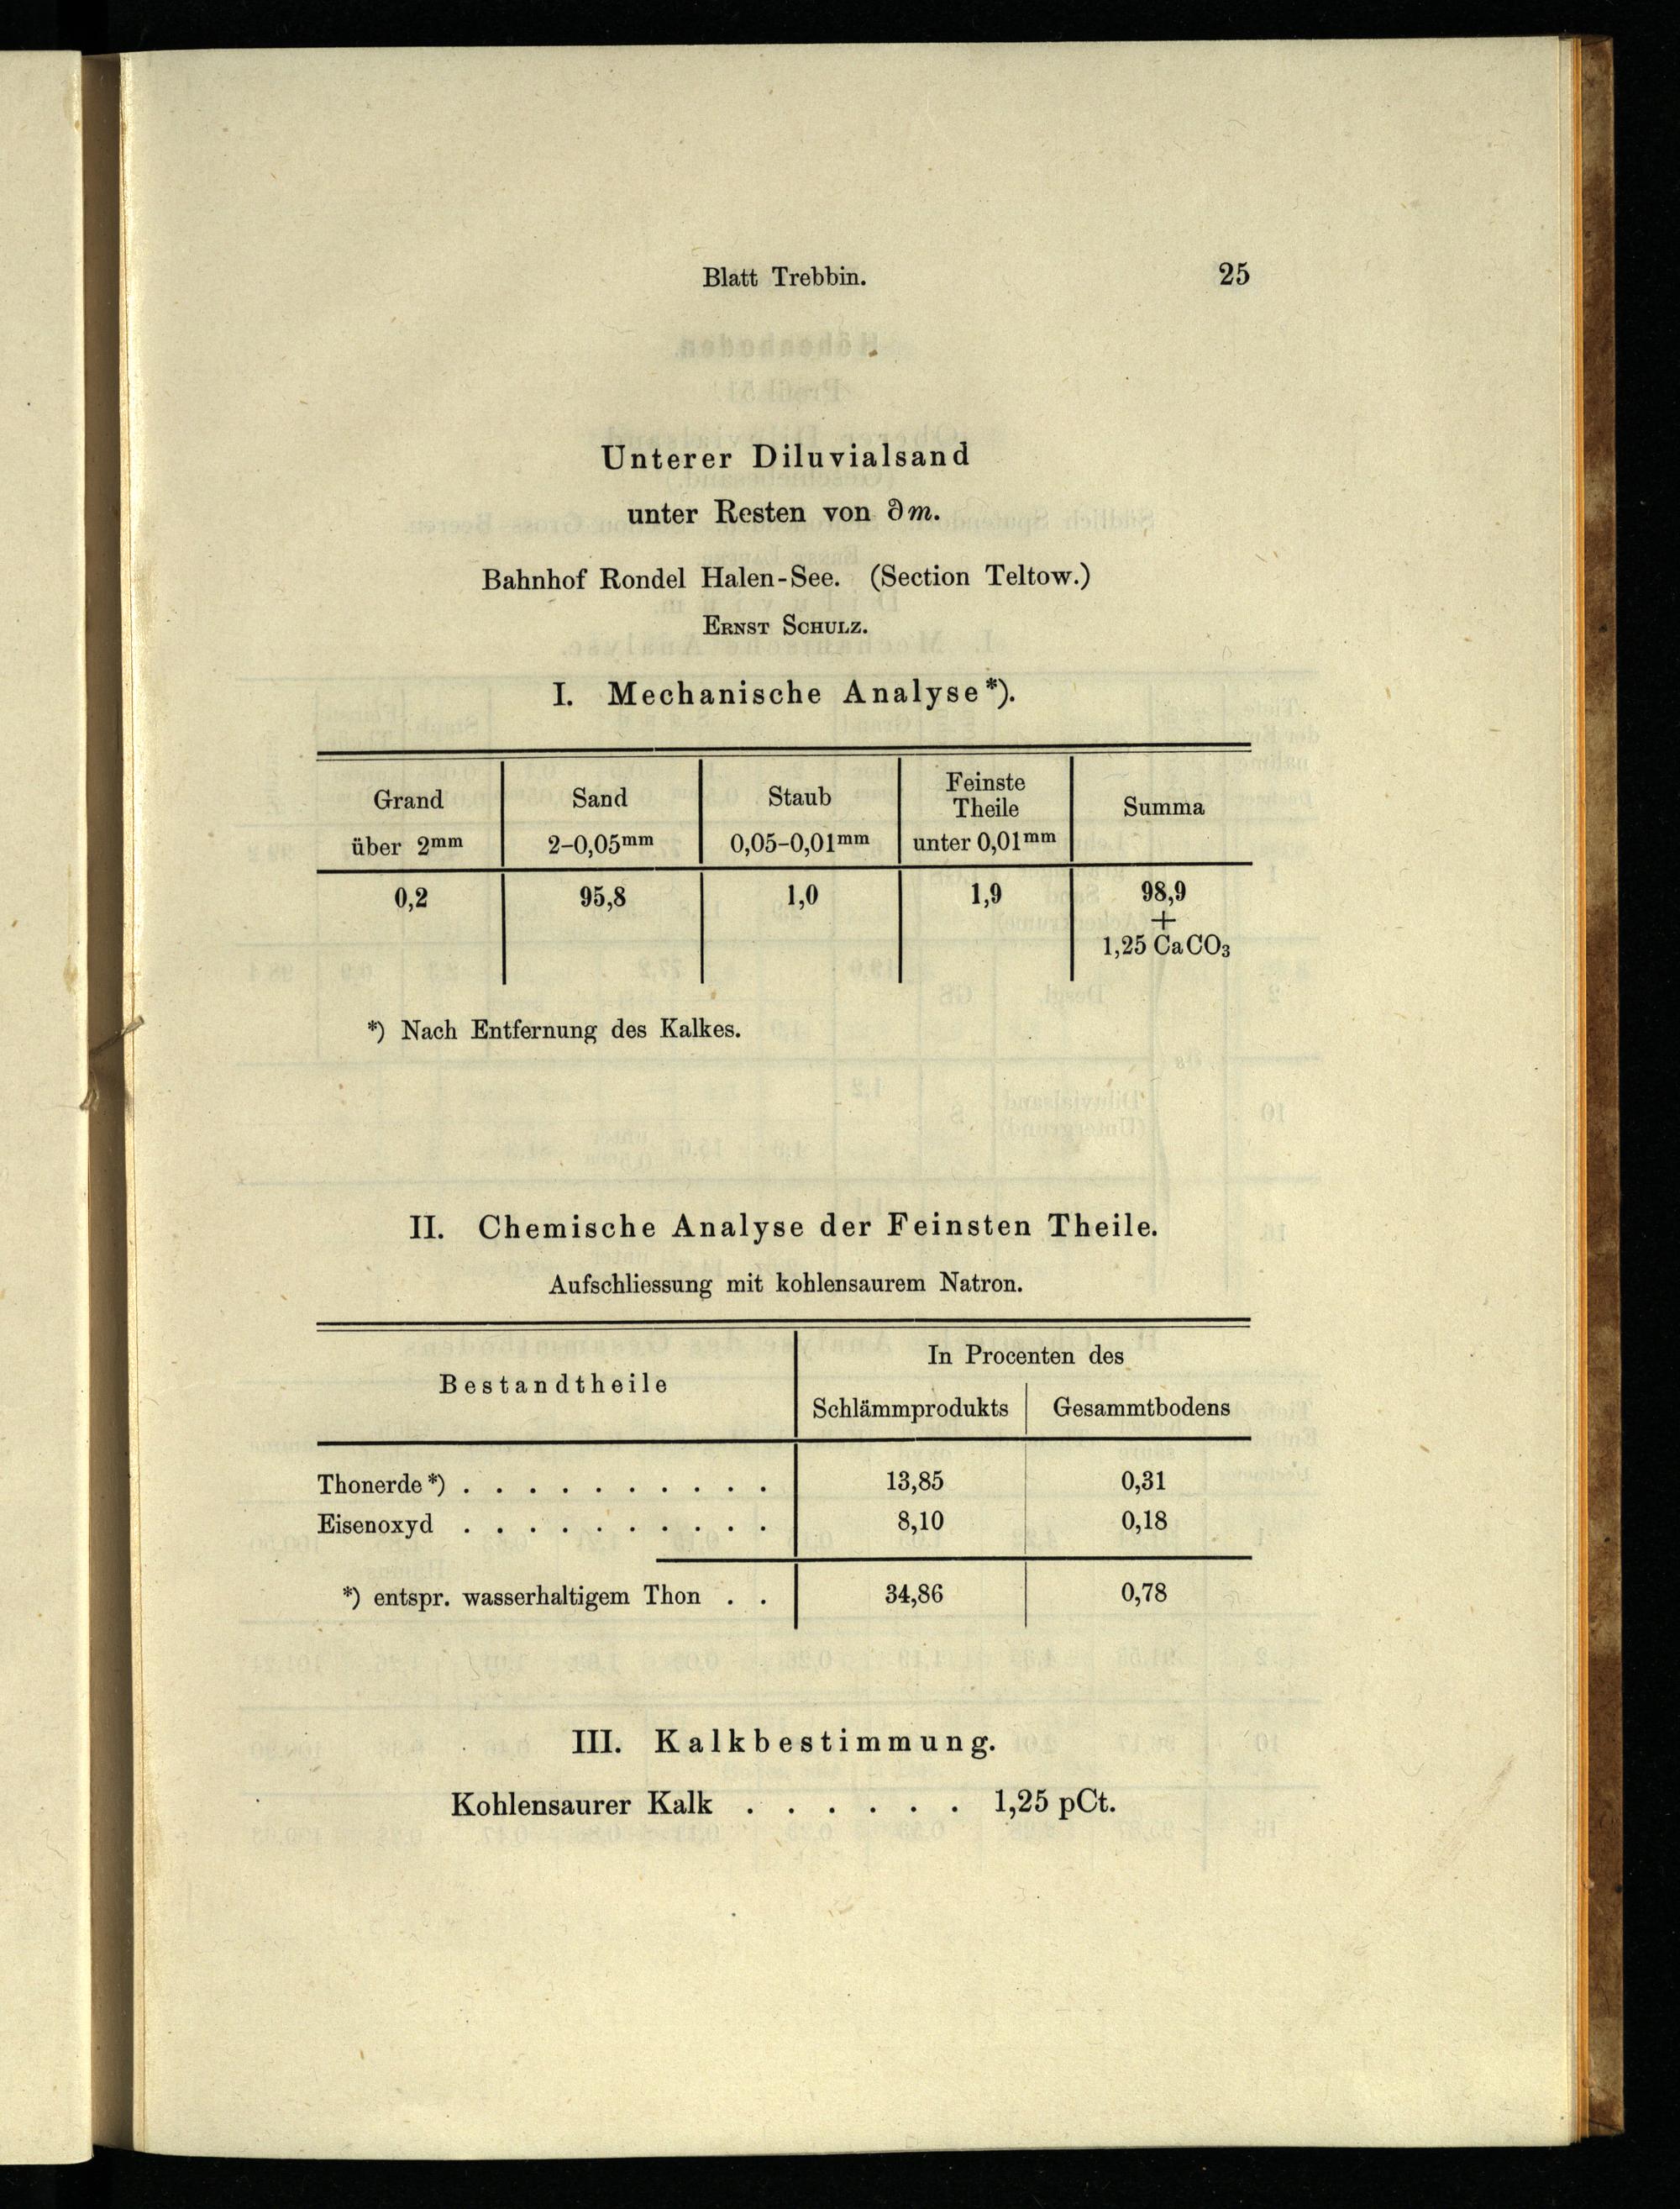 Blatt Trebbin. 25
Unterer Diluvialsand
unter Resten von ∂m.
Bahnhof Rondel Halen-See. (Section Teltow.)
Ernst Schulz.
I. Mechanische Analyse*).
Grand Sand Staub Feinste Theile Summa
über 2mm 2-0,05mm 0,05-0,01mm unter 0,01mm
0,2 95,8 1,0 1,9 98,9
+
1,25 CaCO3
*) Nach Entfernung des Kalkes.
II. Chemische Analyse der Feinsten Theile.
Aufschliessung mit kohlensaurem Natron.
Bestandtheile In Procenten des
Schlämmprodukts Gesammtbodens
Thonerde*) . . . . . . . . . . 13,85 0,31
Eisenoxyd . . . . . . . . . . 8,10 0,18
*) entspr. wasserhaltigem Thon . . 34,86 0,78
III. Kalkbestimmung.
Kohlensaurer Kalk . . . . . . 1,25 pCt.